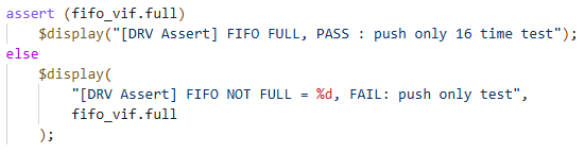 assert (fifo_vif.full)
    $display("[DRV Assert] FIFO FULL, PASS : push only 16 time test");
else
    $display(
        "[DRV Assert] FIFO NOT FULL = %d, FAIL: push only test",
        fifo_vif.full
    );